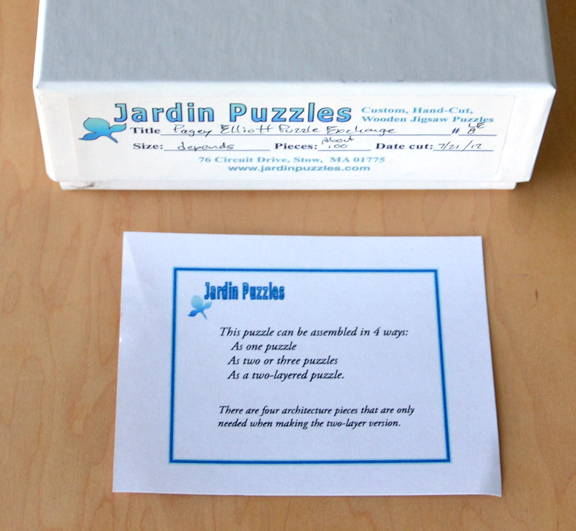 Jardin Puzzles
Custom, Hand-Cut,
Wooden Jigsaw Puzzles
Title Pagey Elliott Puzzle Exchange # LE 8
Size: depends Pieces: about 100 Date cut: 7/21/12
76 Circuit Drive, Stow, MA 01775
www.jardinpuzzles.com
Jardin Puzzles
This puzzle can be assembled in 4 ways:
As one puzzle
As two or three puzzles
As a two-layered puzzle.
There are four architecture pieces that are only
needed when making the two-layer version.